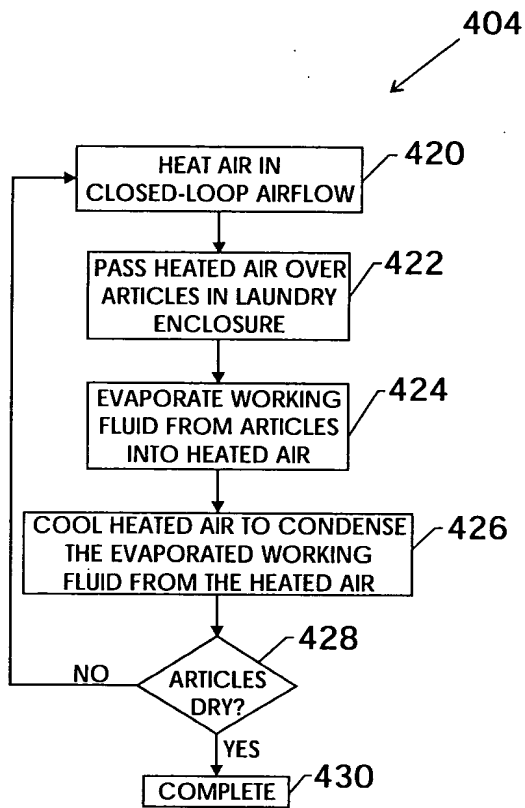 404
HEAT AIR IN
CLOSED-LOOP AIRFLOW
420
PASS HEATED AIR OVER
ARTICLES IN LAUNDRY
ENCLOSURE
422
EVAPORATE WORKING
FLUID FROM ARTICLES
INTO HEATED AIR
424
COOL HEATED AIR TO CONDENSE
THE EVAPORATED WORKING
FLUID FROM THE HEATED AIR
426
428
ARTICLES
DRY?
NO
YES
COMPLETE
430